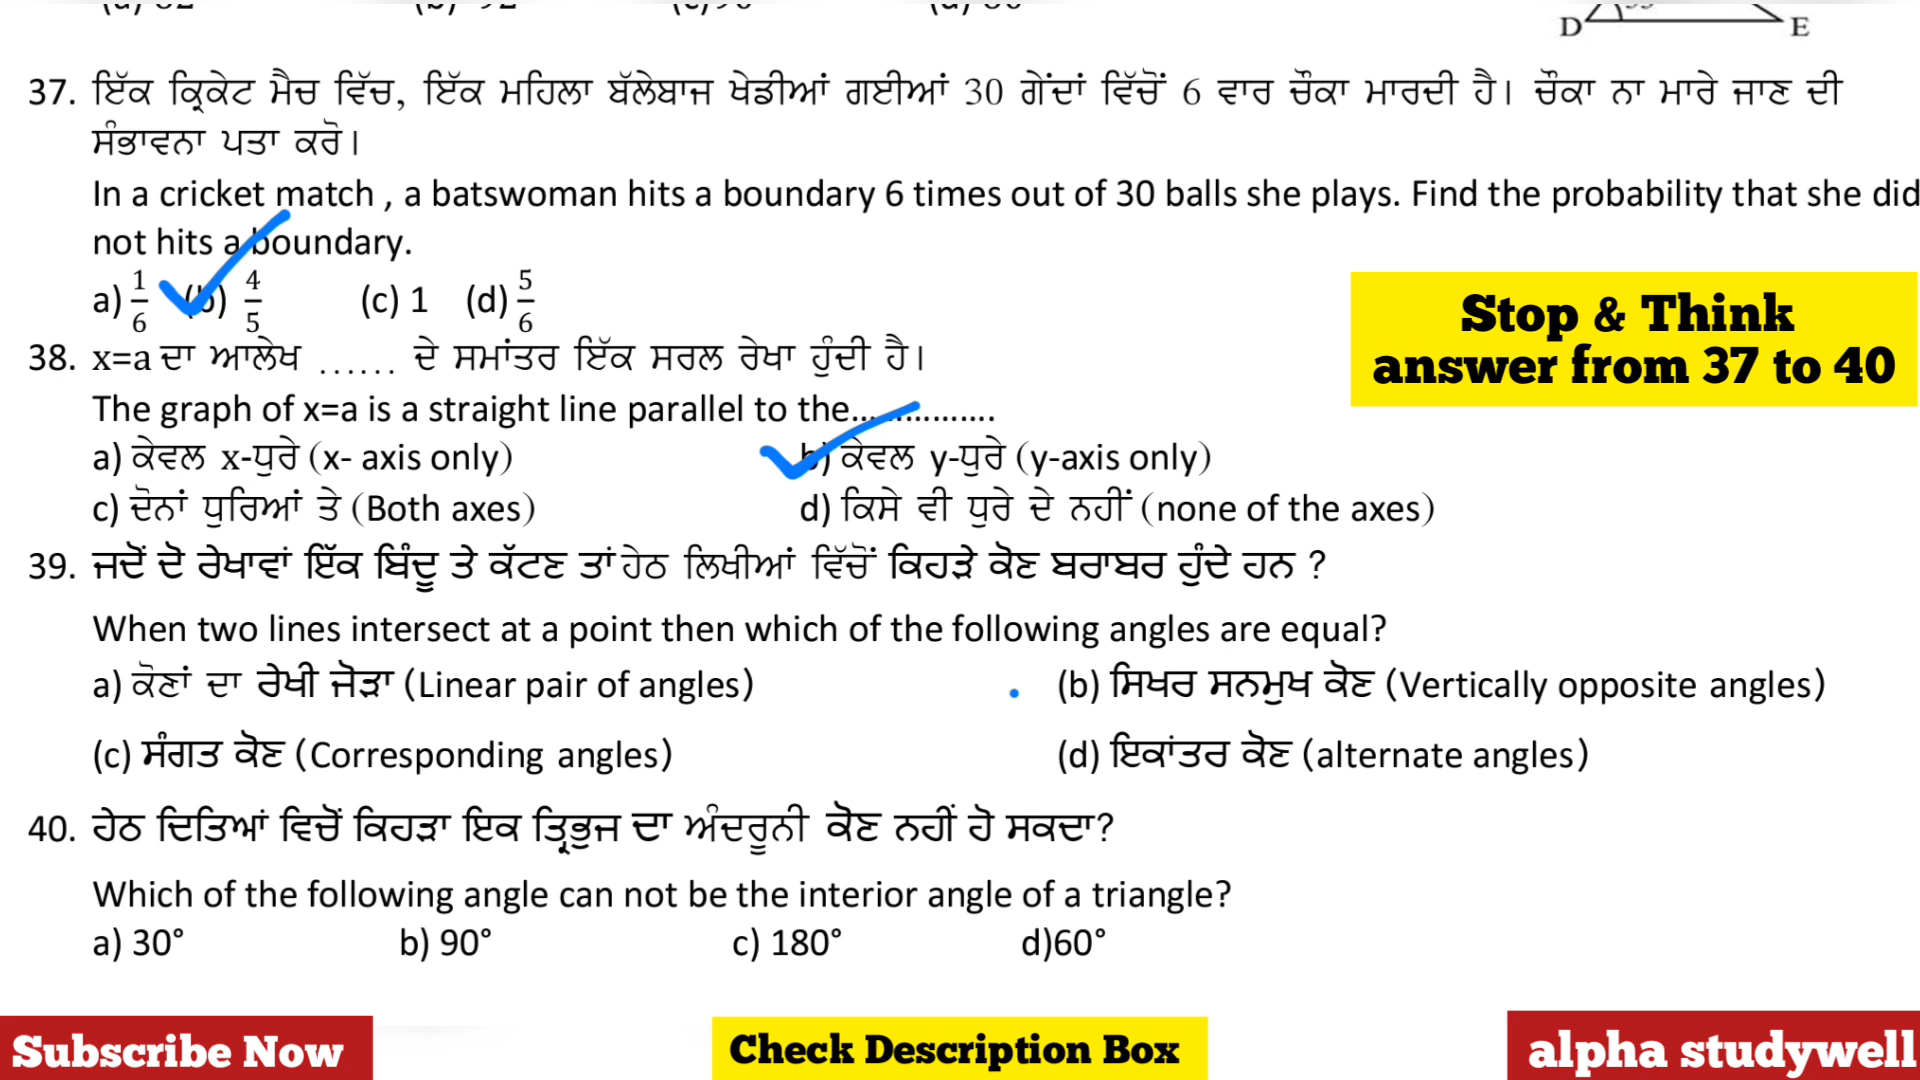 D E
37. ਇੱਕ ਕ੍ਰਿਕੇਟ ਮੈਚ ਵਿੱਚ, ਇੱਕ ਮਹਿਲਾ ਬੱਲੇਬਾਜ ਖੇਡੀਆਂ ਗਈਆਂ 30 ਗੇਂਦਾਂ ਵਿੱਚੋਂ 6 ਵਾਰ ਚੌਕਾ ਮਾਰਦੀ ਹੈ। ਚੌਕਾ ਨਾ ਮਾਰੇ ਜਾਣ ਦੀ
ਸੰਭਾਵਨਾ ਪਤਾ ਕਰੋ।
In a cricket match , a batswoman hits a boundary 6 times out of 30 balls she plays. Find the probability that she did
not hits a boundary.
a) 1/6 (b) 4/5 (c) 1 (d) 5/6
Stop & Think
answer from 37 to 40
38. x=a ਦਾ ਆਲੇਖ ...... ਦੇ ਸਮਾਂਤਰ ਇੱਕ ਸਰਲ ਰੇਖਾ ਹੁੰਦੀ ਹੈ।
The graph of x=a is a straight line parallel to the...............
a) ਕੇਵਲ x-ਧੁਰੇ (x- axis only) b) ਕੇਵਲ y-ਧੁਰੇ (y-axis only)
c) ਦੋਨਾਂ ਧੁਰਿਆਂ ਤੇ (Both axes) d) ਕਿਸੇ ਵੀ ਧੁਰੇ ਦੇ ਨਹੀਂ (none of the axes)
39. ਜਦੋਂ ਦੋ ਰੇਖਾਵਾਂ ਇੱਕ ਬਿੰਦੂ ਤੇ ਕੱਟਣ ਤਾਂ ਹੇਠ ਲਿਖੀਆਂ ਵਿੱਚੋਂ ਕਿਹੜੇ ਕੋਣ ਬਰਾਬਰ ਹੁੰਦੇ ਹਨ ?
When two lines intersect at a point then which of the following angles are equal?
a) ਕੋਣਾਂ ਦਾ ਰੇਖੀ ਜੋੜਾ (Linear pair of angles) (b) ਸਿਖਰ ਸਨਮੁਖ ਕੋਣ (Vertically opposite angles)
(c) ਸੰਗਤ ਕੋਣ (Corresponding angles) (d) ਇਕਾਂਤਰ ਕੋਣ (alternate angles)
40. ਹੇਠ ਦਿਤਿਆਂ ਵਿਚੋਂ ਕਿਹੜਾ ਇਕ ਤ੍ਰਿਭੁਜ ਦਾ ਅੰਦਰੂਨੀ ਕੋਣ ਨਹੀਂ ਹੋ ਸਕਦਾ?
Which of the following angle can not be the interior angle of a triangle?
a) 30° b) 90° c) 180° d)60°
Subscribe Now
Check Description Box
alpha studywell